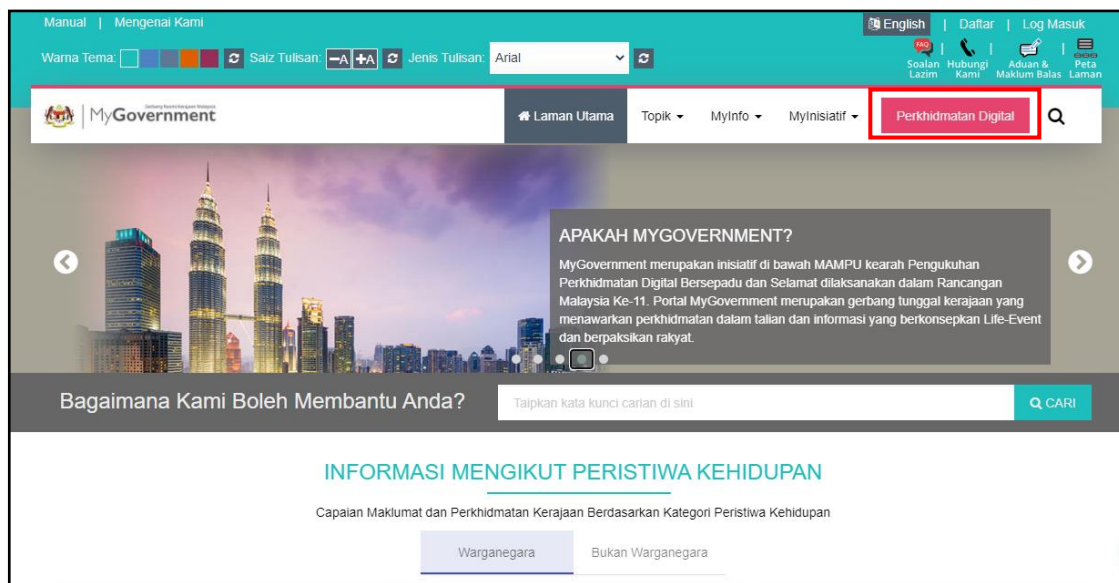 Manual | Mengenai Kami
English | Daftar | Log Masuk
Warna Tema: Saiz Tulisan: -A +A Jenis Tulisan: Arial
FAQ
Soalan Lazim | Hubungi Kami | Aduan & Maklum Balas | Peta Laman
Gerbang Rasmi Kerajaan Malaysia
MyGovernment
Laman Utama Topik MyInfo MyInisiatif Perkhidmatan Digital
APAKAH MYGOVERNMENT?
MyGovernment merupakan inisiatif di bawah MAMPU kearah Pengukuhan
Perkhidmatan Digital Bersepadu dan Selamat dilaksanakan dalam Rancangan
Malaysia Ke-11. Portal MyGovernment merupakan gerbang tunggal kerajaan yang
menawarkan perkhidmatan dalam talian dan informasi yang berkonsepkan Life-Event
dan berpaksikan rakyat.
Bagaimana Kami Boleh Membantu Anda? Taipkan kata kunci carian di sini CARI
INFORMASI MENGIKUT PERISTIWA KEHIDUPAN
Capaian Maklumat dan Perkhidmatan Kerajaan Berdasarkan Kategori Peristiwa Kehidupan
Warganegara Bukan Warganegara